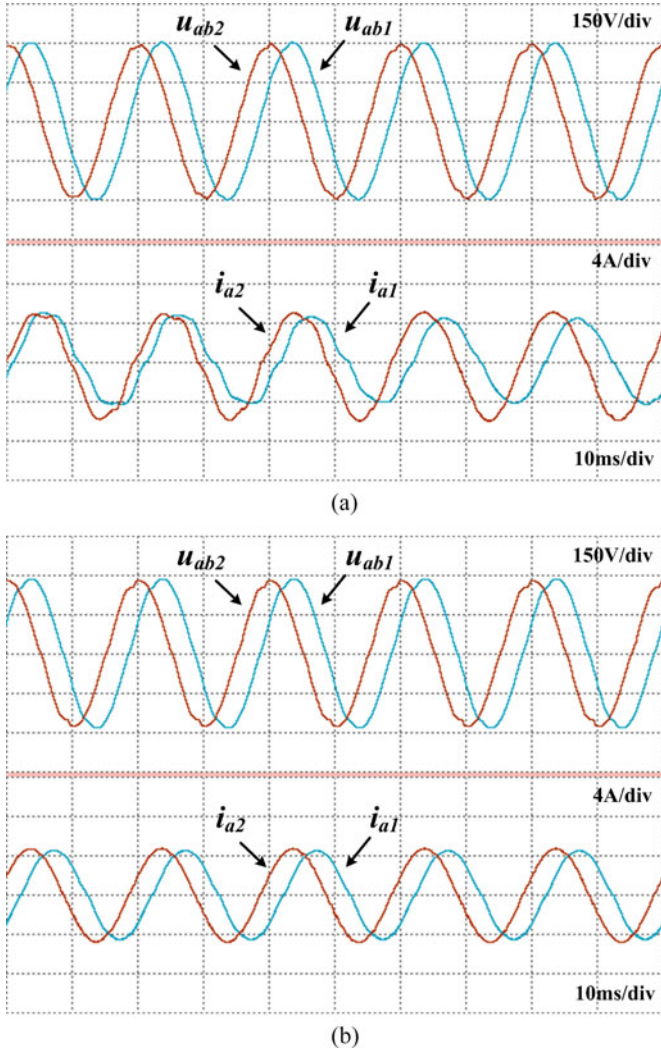 150V/div
u_ab2 u_ab1
4A/div
i_a2 i_a1
10ms/div
(a)
150V/div
u_ab2 u_ab1
4A/div
i_a2 i_a1
10ms/div
(b)